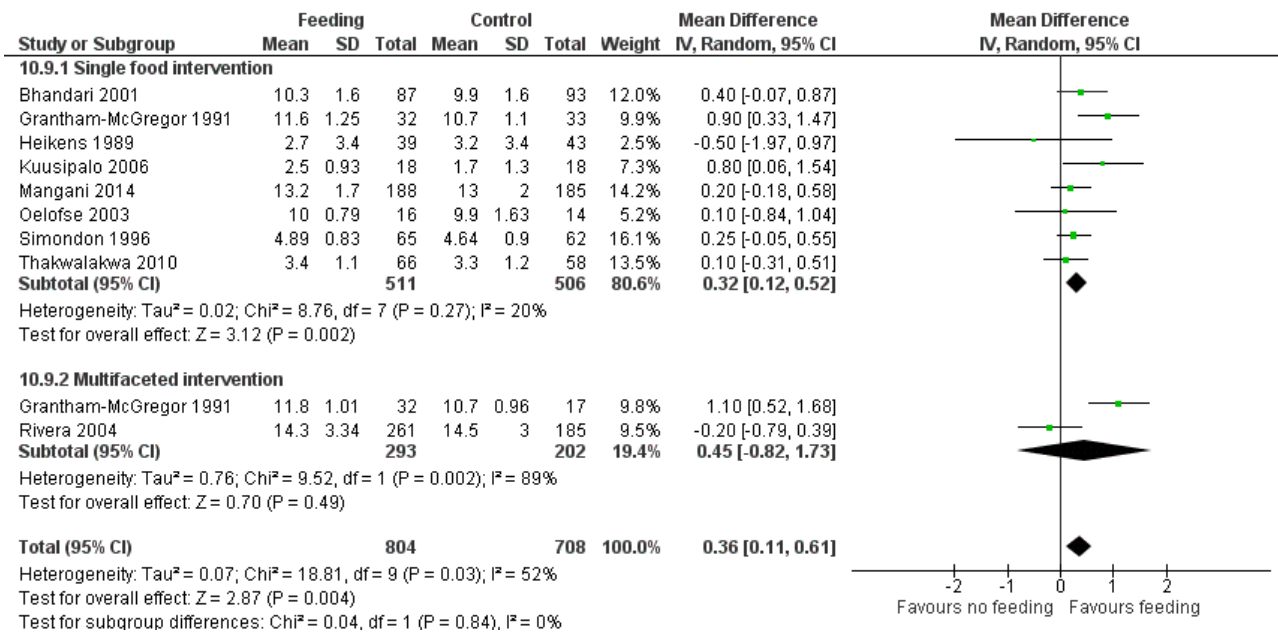 Feeding Control Mean Difference Mean Difference
Study or Subgroup Mean SD Total Mean SD Total Weight IV, Random, 95% CI IV, Random, 95% CI
10.9.1 Single food intervention
Bhandari 2001 10.3 1.6 87 9.9 1.6 93 12.0% 0.40 [-0.07, 0.87]
Grantham-McGregor 1991 11.6 1.25 32 10.7 1.1 33 9.9% 0.90 [0.33, 1.47]
Heikens 1989 2.7 3.4 39 3.2 3.4 43 2.5% -0.50 [-1.97, 0.97]
Kuusipalo 2006 2.5 0.93 18 1.7 1.3 18 7.3% 0.80 [0.06, 1.54]
Mangani 2014 13.2 1.7 188 13 2 185 14.2% 0.20 [-0.18, 0.58]
Oelofse 2003 10 0.79 16 9.9 1.63 14 5.2% 0.10 [-0.84, 1.04]
Simondon 1996 4.89 0.83 65 4.64 0.9 62 16.1% 0.25 [-0.05, 0.55]
Thakwalakwa 2010 3.4 1.1 66 3.3 1.2 58 13.5% 0.10 [-0.31, 0.51]
Subtotal (95% CI) 511 506 80.6% 0.32 [0.12, 0.52]
Heterogeneity: Tau² = 0.02; Chi² = 8.76, df = 7 (P = 0.27); I² = 20%
Test for overall effect: Z = 3.12 (P = 0.002)
10.9.2 Multifaceted intervention
Grantham-McGregor 1991 11.8 1.01 32 10.7 0.96 17 9.8% 1.10 [0.52, 1.68]
Rivera 2004 14.3 3.34 261 14.5 3 185 9.5% -0.20 [-0.79, 0.39]
Subtotal (95% CI) 293 202 19.4% 0.45 [-0.82, 1.73]
Heterogeneity: Tau² = 0.76; Chi² = 9.52, df = 1 (P = 0.002); I² = 89%
Test for overall effect: Z = 0.70 (P = 0.49)
Total (95% CI) 804 708 100.0% 0.36 [0.11, 0.61]
Heterogeneity: Tau² = 0.07; Chi² = 18.81, df = 9 (P = 0.03); I² = 52%
Test for overall effect: Z = 2.87 (P = 0.004)
Test for subgroup differences: Chi² = 0.04, df = 1 (P = 0.84), I² = 0%
-2 -1 0 1 2
Favours no feeding Favours feeding